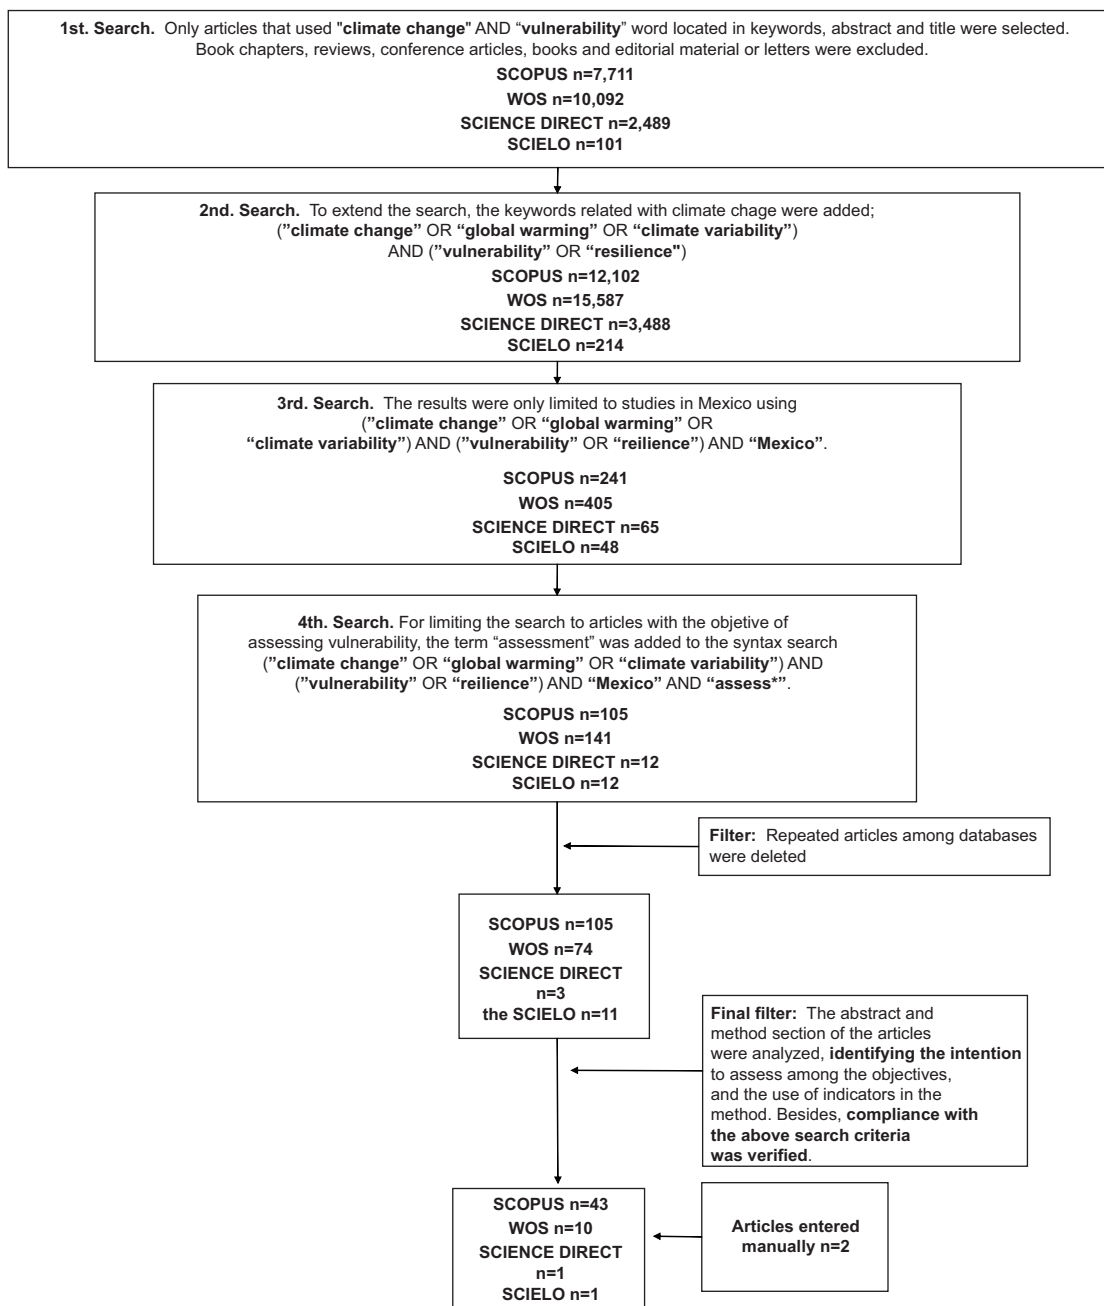 1st. Search. Only articles that used "climate change" AND “vulnerability” word located in keywords, abstract and title were selected.
Book chapters, reviews, conference articles, books and editorial material or letters were excluded.
SCOPUS n=7,711
WOS n=10,092
SCIENCE DIRECT n=2,489
SCIELO n=101
2nd. Search. To extend the search, the keywords related with climate chage were added;
(”climate change” OR “global warming” OR “climate variability”)
AND (”vulnerability” OR “resilience")
SCOPUS n=12,102
WOS n=15,587
SCIENCE DIRECT n=3,488
SCIELO n=214
3rd. Search. The results were only limited to studies in Mexico using
(”climate change” OR “global warming” OR
“climate variability”) AND (”vulnerability” OR “reilience”) AND “Mexico”.
SCOPUS n=241
WOS n=405
SCIENCE DIRECT n=65
SCIELO n=48
4th. Search. For limiting the search to articles with the objetive of
assessing vulnerability, the term “assessment” was added to the syntax search
(”climate change” OR “global warming” OR “climate variability”) AND
(”vulnerability” OR “reilience”) AND “Mexico” AND “assess*”.
SCOPUS n=105
WOS n=141
SCIENCE DIRECT n=12
SCIELO n=12
Filter: Repeated articles among databases
were deleted
SCOPUS n=105
WOS n=74
SCIENCE DIRECT
n=3
the SCIELO n=11
Final filter: The abstract and
method section of the articles
were analyzed, identifying the intention
to assess among the objectives,
and the use of indicators in the
method. Besides, compliance with
the above search criteria
was verified.
SCOPUS n=43
WOS n=10
SCIENCE DIRECT
n=1
SCIELO n=1
Articles entered
manually n=2